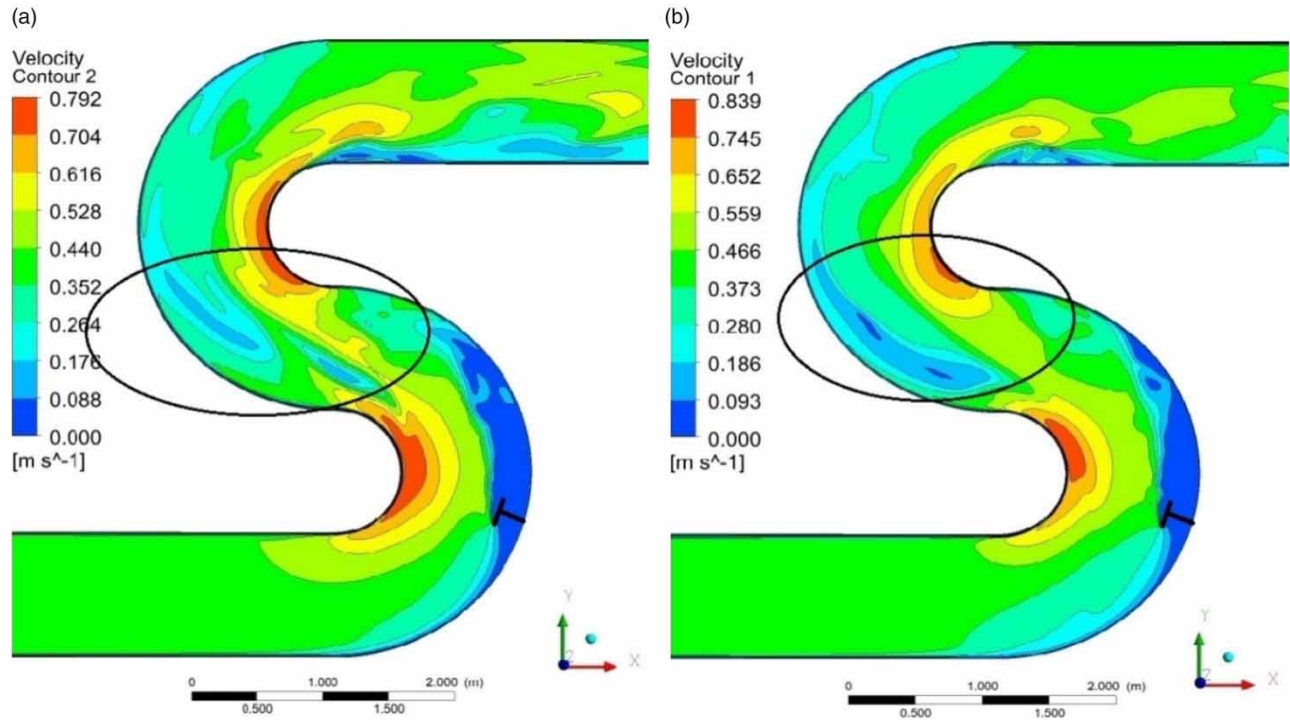 (a)
Velocity
Contour 2
0.792
0.704
0.616
0.528
0.440
0.352
0.264
0.176
0.088
0.000
[m s^-1]
Y
Z
X
0 1.000 2.000 (m)
0.500 1.500
(b)
Velocity
Contour 1
0.839
0.745
0.652
0.559
0.466
0.373
0.280
0.186
0.093
0.000
[m s^-1]
Y
Z
X
0 1.000 2.000 (m)
0.500 1.500